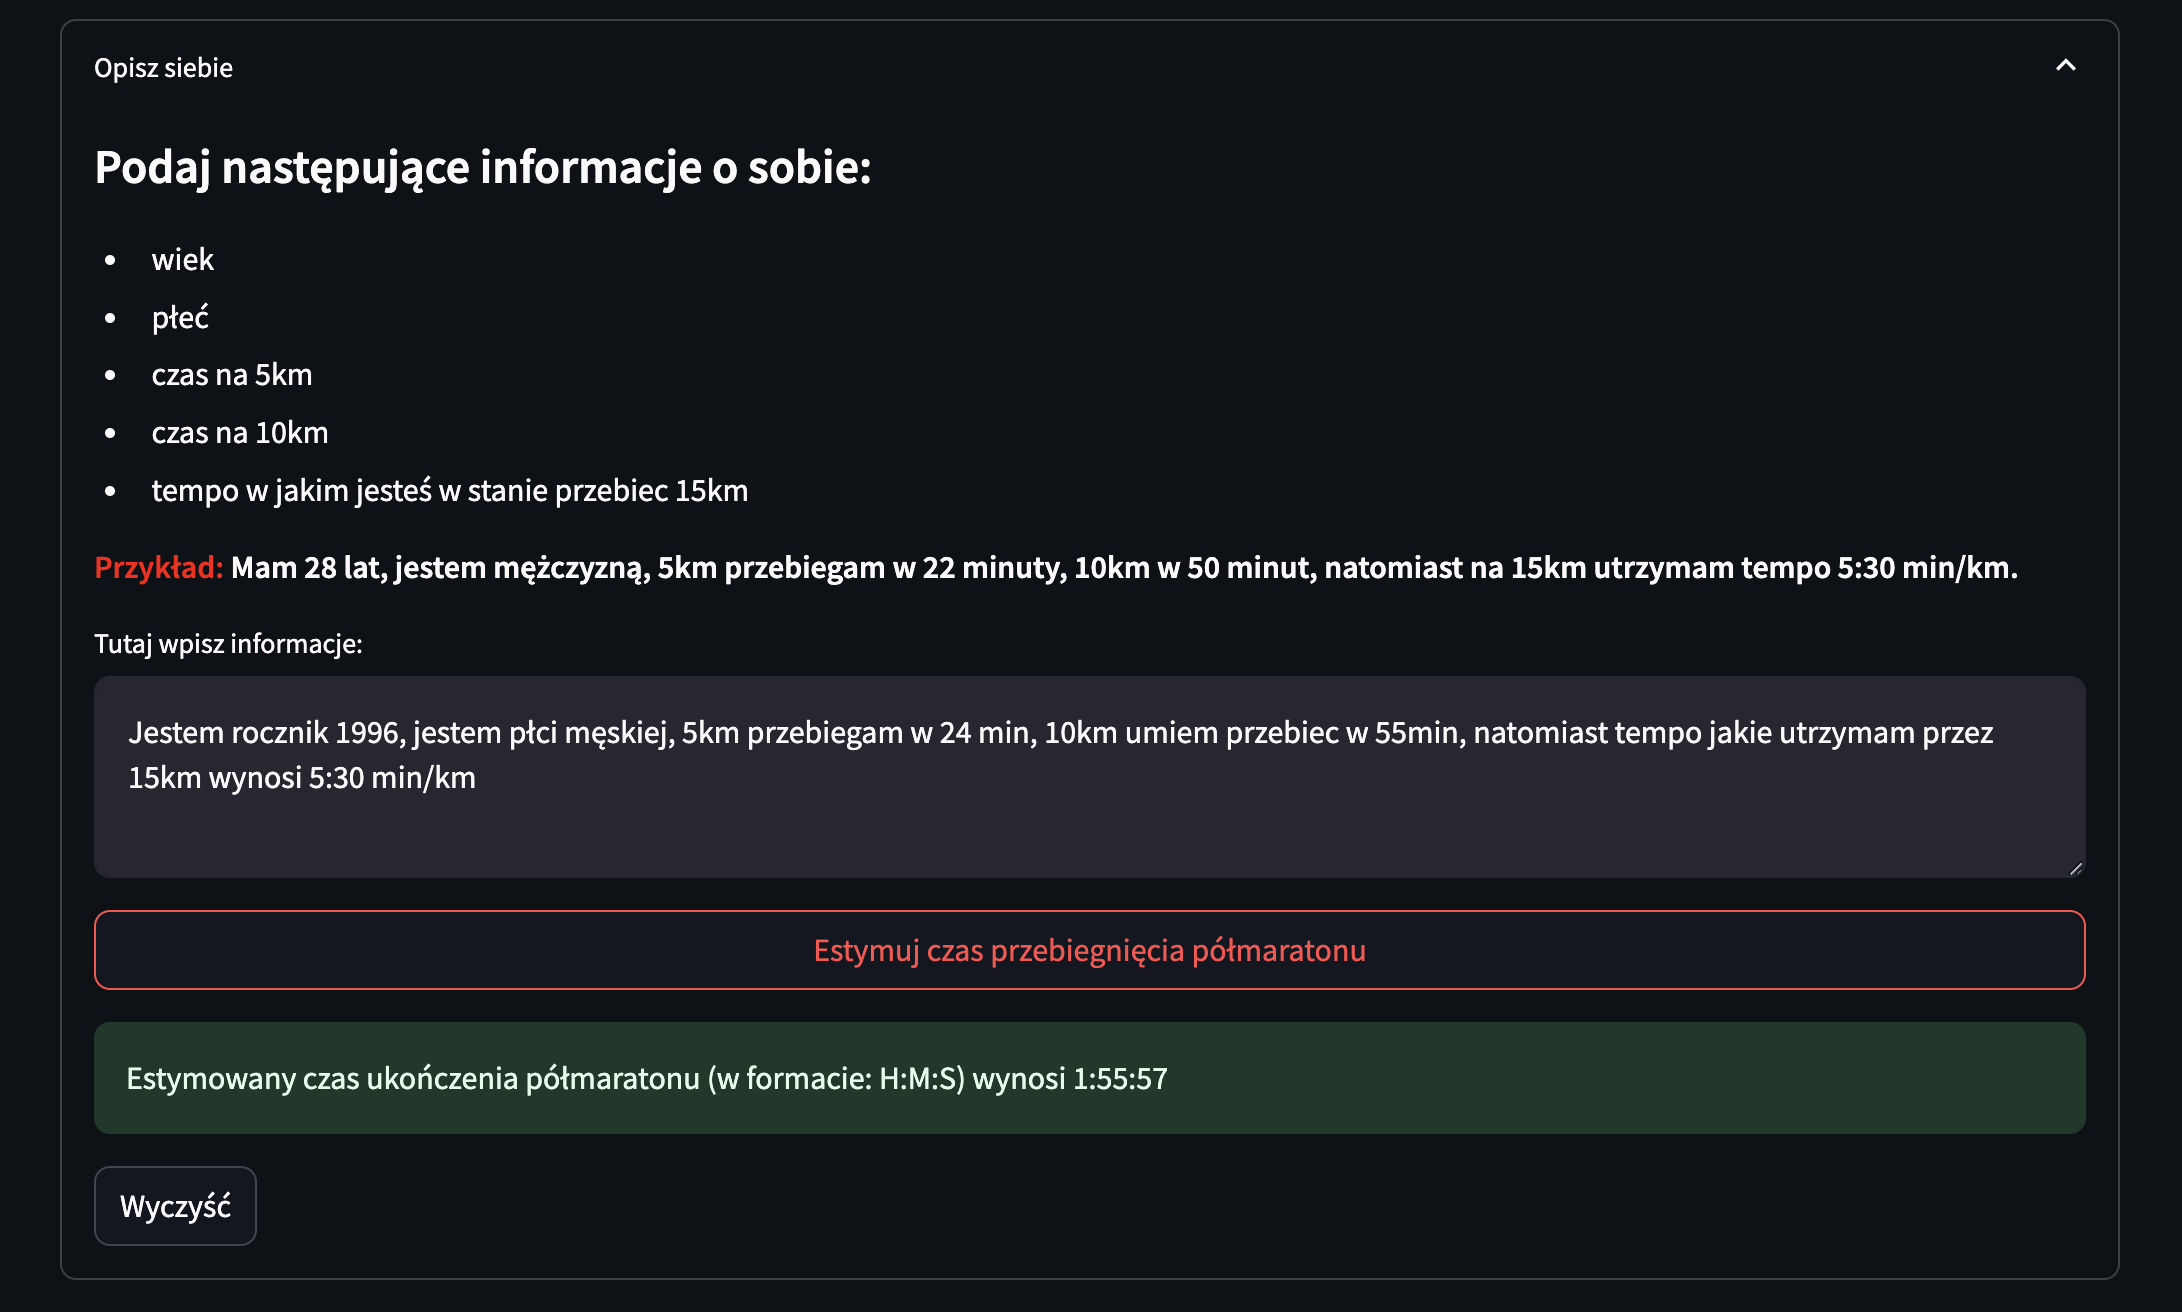 Opisz siebie
Podaj następujące informacje o sobie:
wiek
płeć
czas na 5km
czas na 10km
tempo w jakim jesteś w stanie przebiec 15km
Przykład: Mam 28 lat, jestem mężczyzną, 5km przebiegam w 22 minuty, 10km w 50 minut, natomiast na 15km utrzymam tempo 5:30 min/km.
Tutaj wpisz informacje:
Jestem rocznik 1996, jestem płci męskiej, 5km przebiegam w 24 min, 10km umiem przebiec w 55min, natomiast tempo jakie utrzymam przez
15km wynosi 5:30 min/km
Estymuj czas przebiegnięcia półmaratonu
Estymowany czas ukończenia półmaratonu (w formacie: H:M:S) wynosi 1:55:57
Wyczyść